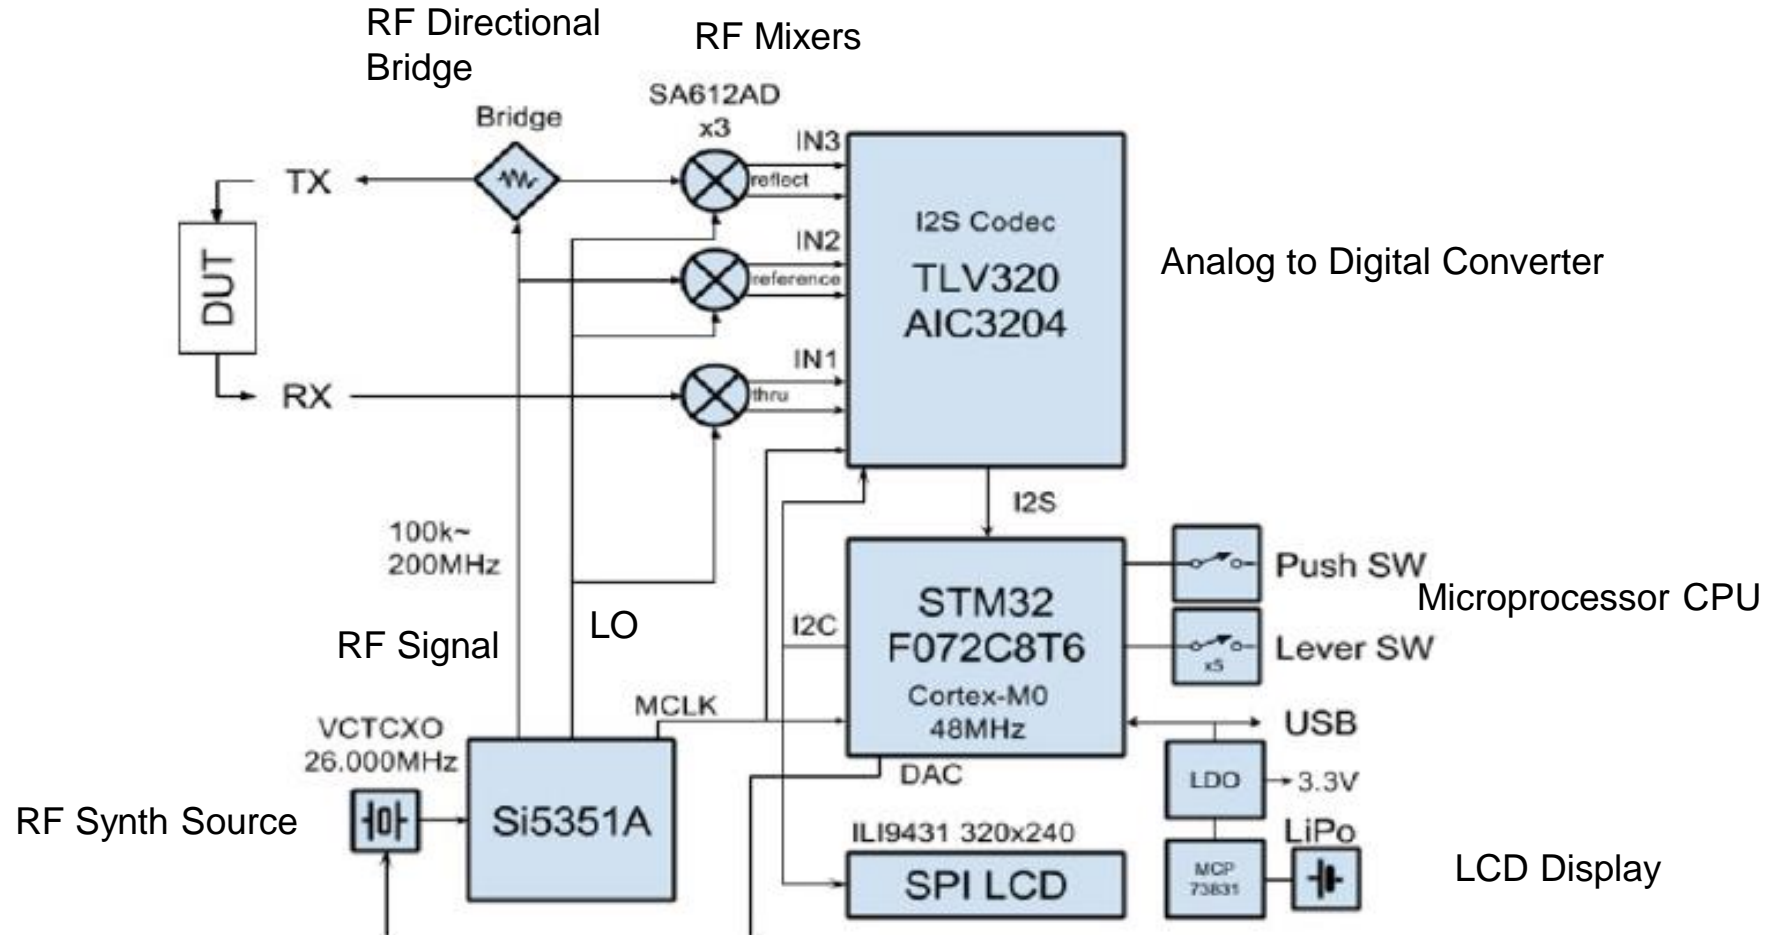 RF Directional
Bridge
RF Mixers
SA612AD
x3
Bridge
IN3
TX
reflect
I2S Codec
IN2
DUT
reference
TLV320
AIC3204
Analog to Digital Converter
IN1
RX
thru
I2S
100k~
200MHz
Push SW
STM32
F072C8T6
Microprocessor CPU
LO
I2C
RF Signal
x5
Lever SW
Cortex-M0
48MHz
MCLK
VCTCXO
26.000MHz
USB
DAC
LDO
3.3V
RF Synth Source
Si5351A
ILI9431 320x240
LiPo
SPI LCD
MCP
73831
LCD Display